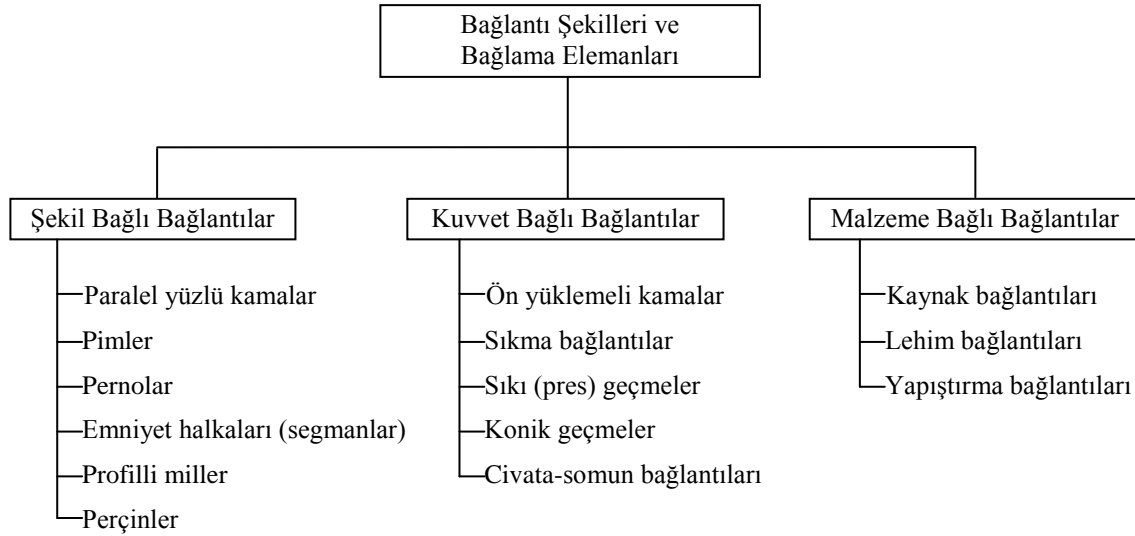 Bağlantı Şekilleri ve
Bağlama Elemanları
Şekil Bağlı Bağlantılar
Paralel yüzlü kamalar
Pimler
Pernolar
Emniyet halkaları (segmanlar)
Profilli miller
Perçinler
Kuvvet Bağlı Bağlantılar
Ön yüklemeli kamalar
Sıkma bağlantılar
Sıkı (pres) geçmeler
Konik geçmeler
Civata-somun bağlantıları
Malzeme Bağlı Bağlantılar
Kaynak bağlantıları
Lehim bağlantıları
Yapıştırma bağlantıları